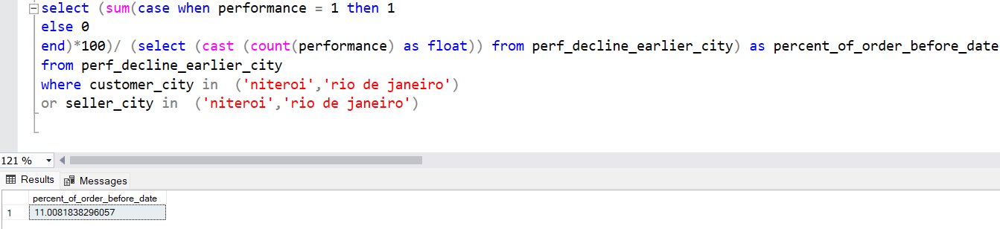 select (sum(case when performance = 1 then 1
else 0
end)*100)/ (select (cast (count(performance) as float)) from perf_decline_earlier_city) as percent_of_order_before_date
from perf_decline_earlier_city
where customer_city in  ('niteroi','rio de janeiro')
or seller_city in  ('niteroi','rio de janeiro')
121 %
Results Messages
percent_of_order_before_date
1 11.0081838296057